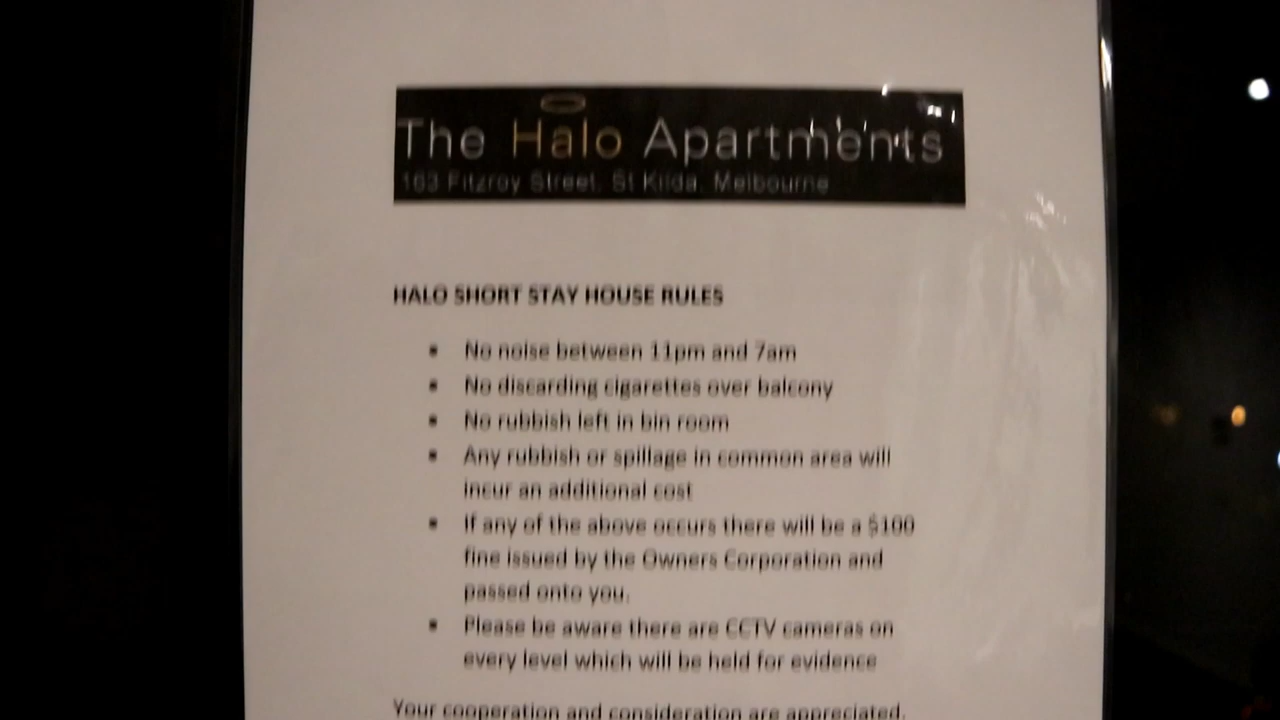 The Halo Apartments
163 Fitzroy Street, St Kilda, Melbourne
HALO SHORT STAY HOUSE RULES
• No noise between 11pm and 7am
• No discarding cigarettes over balcony
• No rubbish left in bin room
• Any rubbish or spillage in common area will
incur an additional cost
• If any of the above occurs there will be a $100
fine issued by the Owners Corporation and
passed onto you.
• Please be aware there are CCTV cameras on
every level which will be held for evidence
Your cooperation and consideration are appreciated.